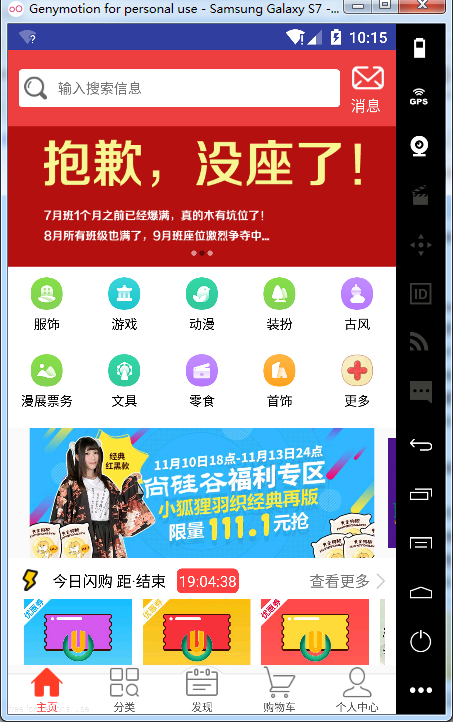 Genymotion for personal use - Samsung Galaxy S7 -...
10:15
输入搜索信息
消息
抱歉，没座了！
7月班1个月之前已经爆满，真的木有坑位了！
8月所有班级也满了，9月班座位激烈争夺中…
GPS
ID
服饰
游戏
动漫
装扮
古风
漫展票务
文具
零食
首饰
更多
经典
红黑款
11月10日18点-11月13日24点
尚硅谷福利专区
小狐狸羽织经典再版
限量111.1元抢
今日闪购 距·结束
19:04:38
查看更多
优惠券
优惠券
优惠券
主页
分类
发现
购物车
个人中心